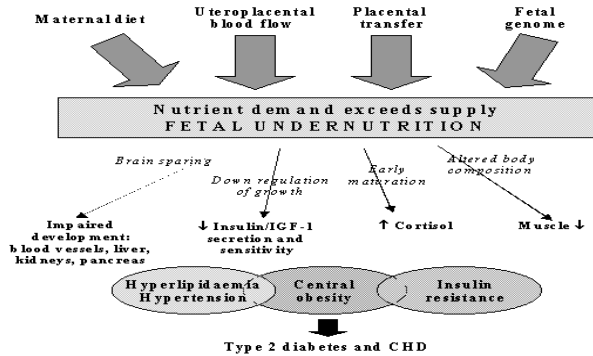 Maternal diet
Uteroplacental
blood flow
Placental
transfer
Fetal
genome
Nutrient demand exceeds supply
FETAL UNDERNUTRITION
Brain sparing
Down regulation
of growth
Early
maturation
Altered body
composition
Impaired
development:
blood vessels, liver,
kidneys, pancreas
↓ Insulin/IGF-1
secretion and
sensitivity
↑ Cortisol
Muscle ↓
Hyperlipidaemia
Hypertension
Central
obesity
Insulin
resistance
Type 2 diabetes and CHD